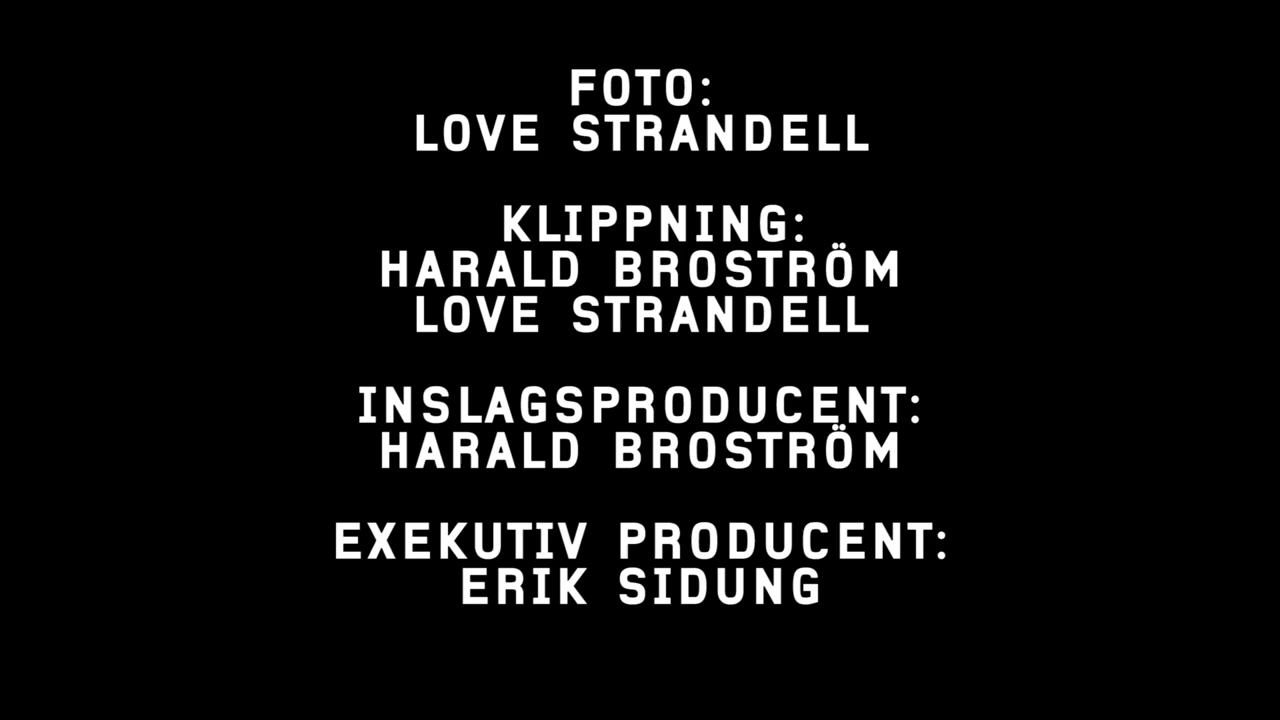 FOTO:
LOVE STRANDELL
KLIPPNING:
HARALD BROSTRÖM
LOVE STRANDELL
INSLAGSPRODUCENT:
HARALD BROSTRÖM
EXEKUTIV PRODUCENT:
ERIK SIDUNG